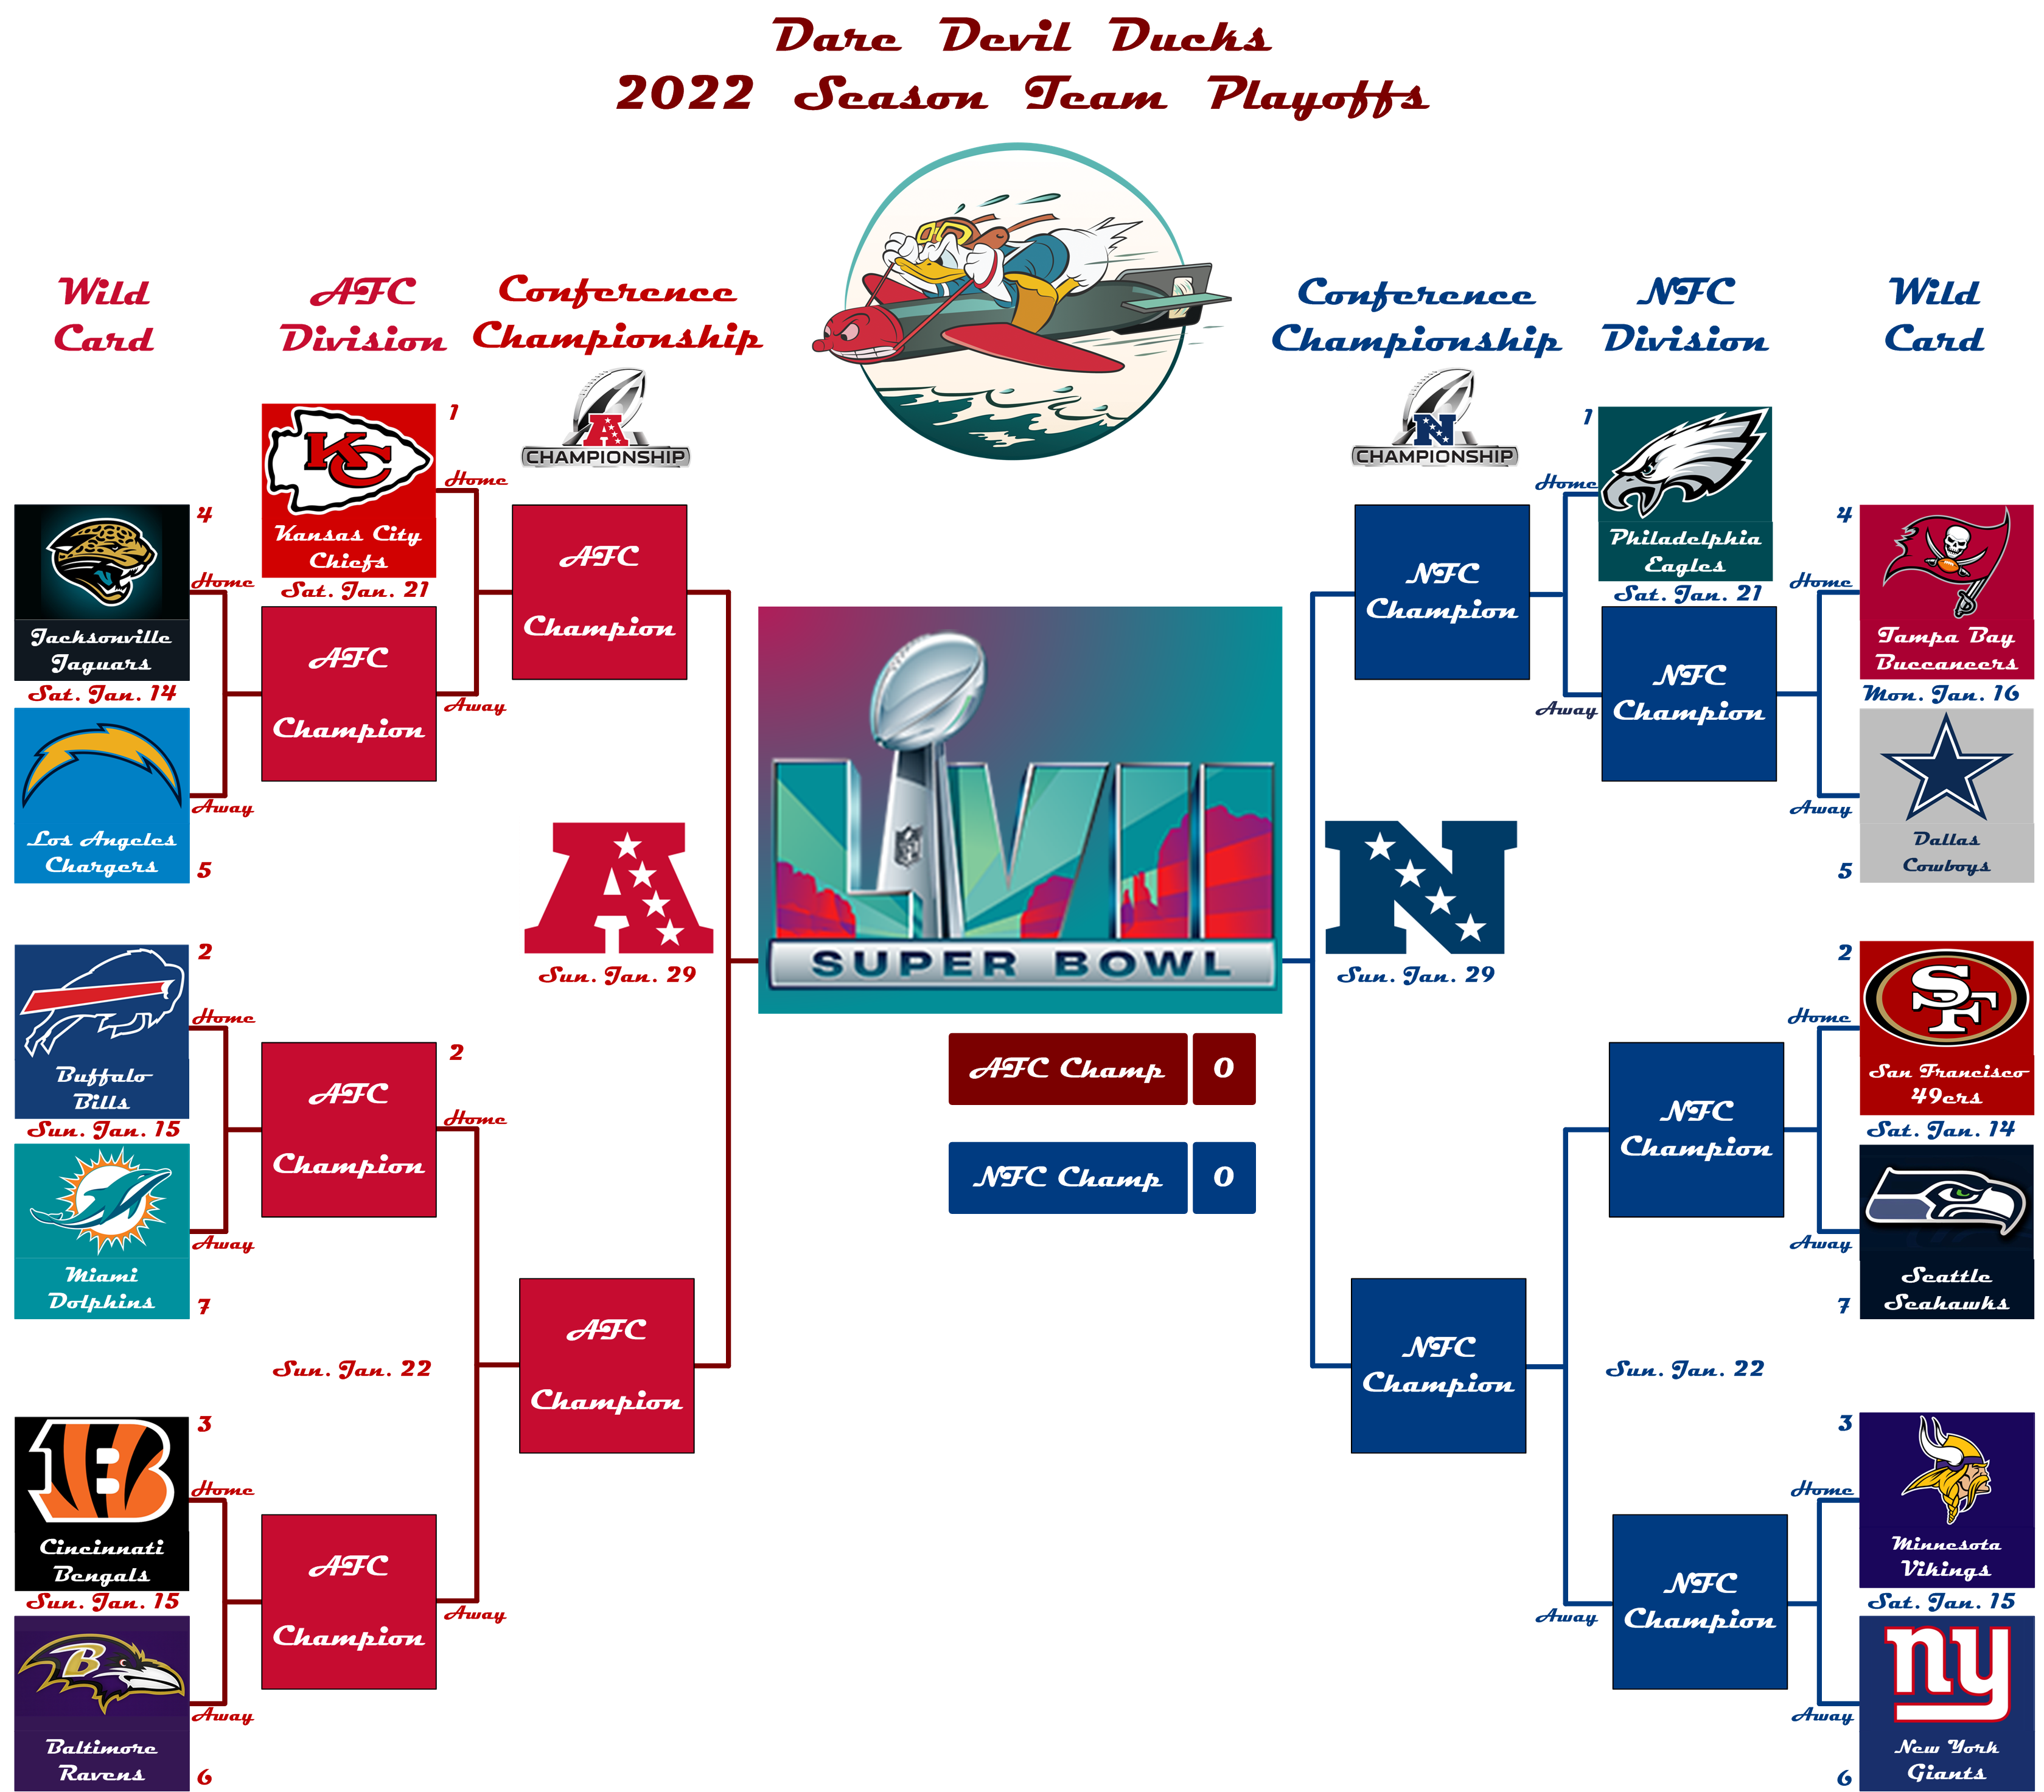 Dare Devil Ducks
2022 Season Team Playoffs
Wild
Card
AFC
Division
Conference
Championship
Conference
Championship
NFC
Division
Wild
Card
A
CHAMPIONSHIP
N
CHAMPIONSHIP
KC
1
Home
Kansas City
Chiefs
Sat. Jan. 21
4
Home
Jacksonville
Jaguars
Sat. Jan. 14
Away
Los Angeles
Chargers
5
AFC
Champion
Away
AFC
Champion
A
Sun. Jan. 29
2
Home
Buffalo
Bills
Sun. Jan. 15
Away
Miami
Dolphins
7
AFC
Champion
2
Home
Sun. Jan. 22
AFC
Champion
B
3
Home
Cincinnati
Bengals
Sun. Jan. 15
B
Away
Baltimore
Ravens
6
AFC
Champion
Away
LVII
NFL
SUPER BOWL
AFC Champ 0
NFC Champ 0
1
Home
Philadelphia
Eagles
Sat. Jan. 21
NFC
Champion
Away
NFC
Champion
4
Home
Tampa Bay
Buccaneers
Mon. Jan. 16
Away
Dallas
Cowboys
5
N
Sun. Jan. 29
2
SF
Home
San Francisco
49ers
Sat. Jan. 14
Away
Seattle
Seahawks
7
NFC
Champion
NFC
Champion
Sun. Jan. 22
3
Home
Minnesota
Vikings
Sat. Jan. 15
ny
Away
New York
Giants
6
NFC
Champion
Away